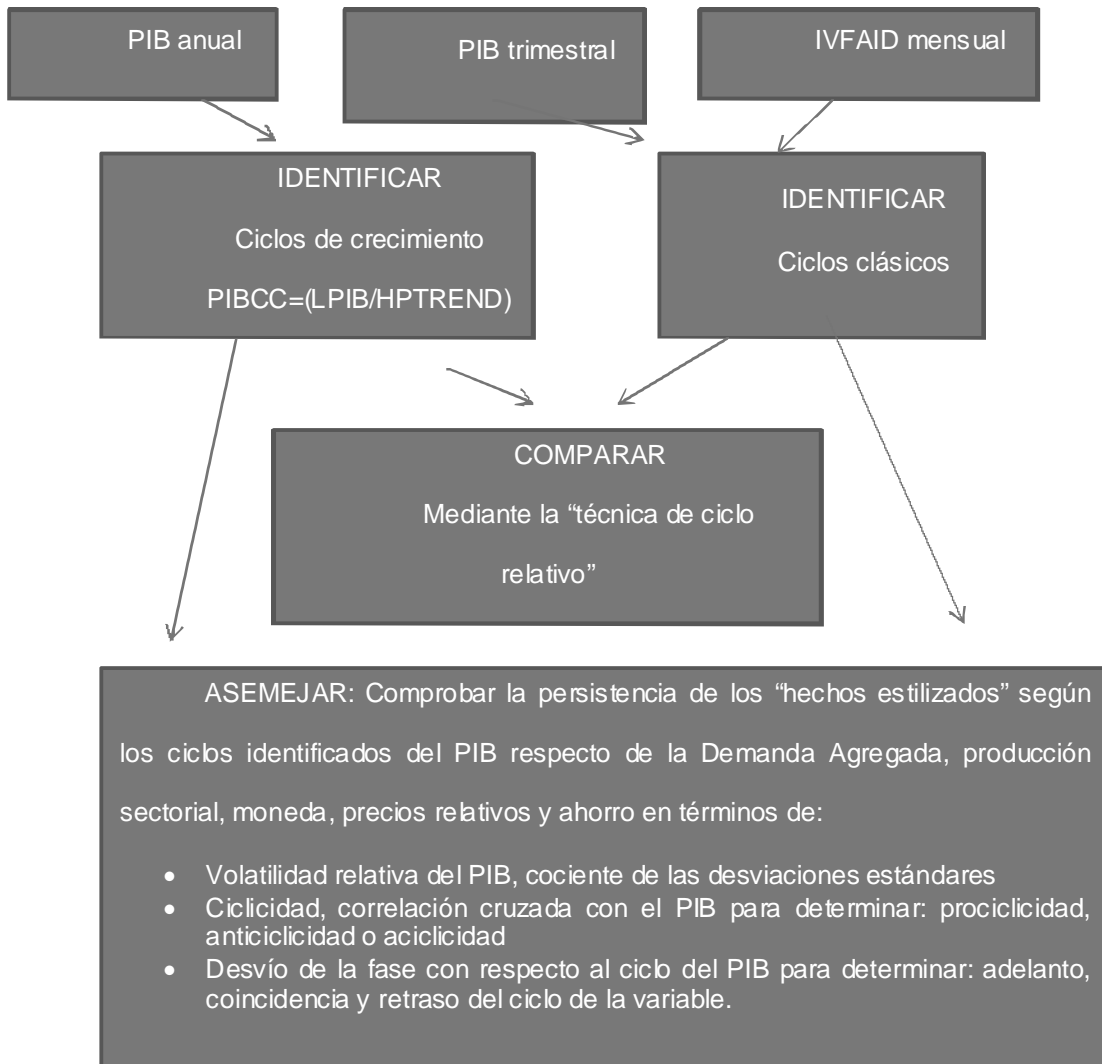 PIB anual
PIB trimestral
IVFAID mensual
IDENTIFICAR
Ciclos de crecimiento
PIBCC=(LPIB/HPTREND)
IDENTIFICAR
Ciclos clásicos
COMPARAR
Mediante la “técnica de ciclo
relativo”
ASEMEJAR: Comprobar la persistencia de los “hechos estilizados” según
los ciclos identificados del PIB respecto de la Demanda Agregada, producción
sectorial, moneda, precios relativos y ahorro en términos de:
• Volatilidad relativa del PIB, cociente de las desviaciones estándares
• Ciclicidad, correlación cruzada con el PIB para determinar: prociclicidad,
anticiclicidad o aciclicidad
• Desvío de la fase con respecto al ciclo del PIB para determinar: adelanto,
coincidencia y retraso del ciclo de la variable.